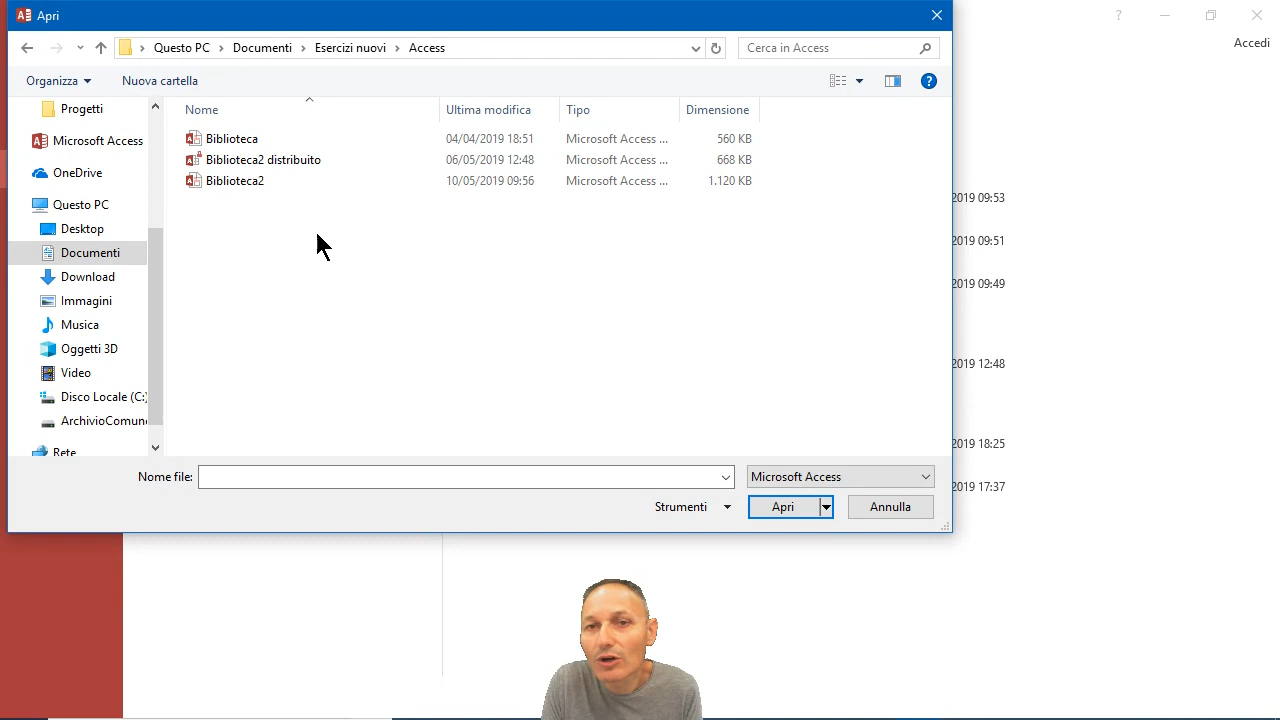 Apri
?
Accedi
Questo PC
Documenti
Esercizi nuovi
Access
Cerca in Access
Organizza
Nuova cartella
?
Progetti
Microsoft Access
OneDrive
Questo PC
Desktop
Documenti
Download
Immagini
Musica
Oggetti 3D
Video
Disco Locale (C:)
ArchivioComun
Rete
Nome Ultima modifica Tipo Dimensione
Biblioteca 04/04/2019 18:51 Microsoft Access ... 560 KB
Biblioteca2 distribuito 06/05/2019 12:48 Microsoft Access ... 668 KB
Biblioteca2 10/05/2019 09:56 Microsoft Access ... 1.120 KB
2019 09:53
2019 09:51
2019 09:49
2019 12:48
2019 18:25
2019 17:37
Nome file:
Microsoft Access
Strumenti
Apri
Annulla